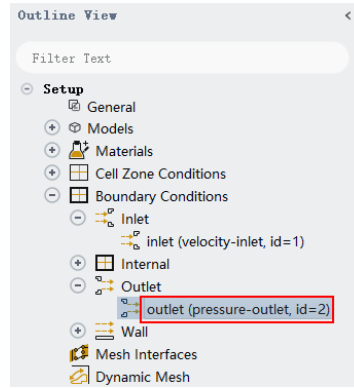 Outline View
<
Filter Text
Setup
General
Models
Materials
Cell Zone Conditions
Boundary Conditions
Inlet
inlet (velocity-inlet, id=1)
Internal
Outlet
outlet (pressure-outlet, id=2)
Wall
Mesh Interfaces
Dynamic Mesh